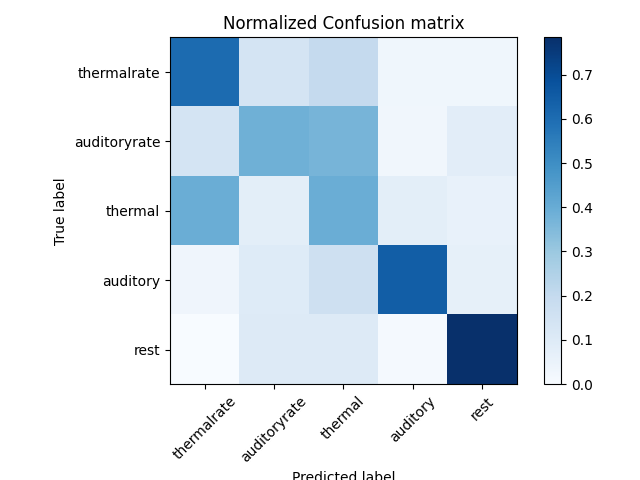 Normalized Confusion matrix
True label
thermalrate
auditoryrate
thermal
auditory
rest
thermalrate
auditoryrate
thermal
auditory
rest
Predicted label
0.7
0.6
0.5
0.4
0.3
0.2
0.1
0.0